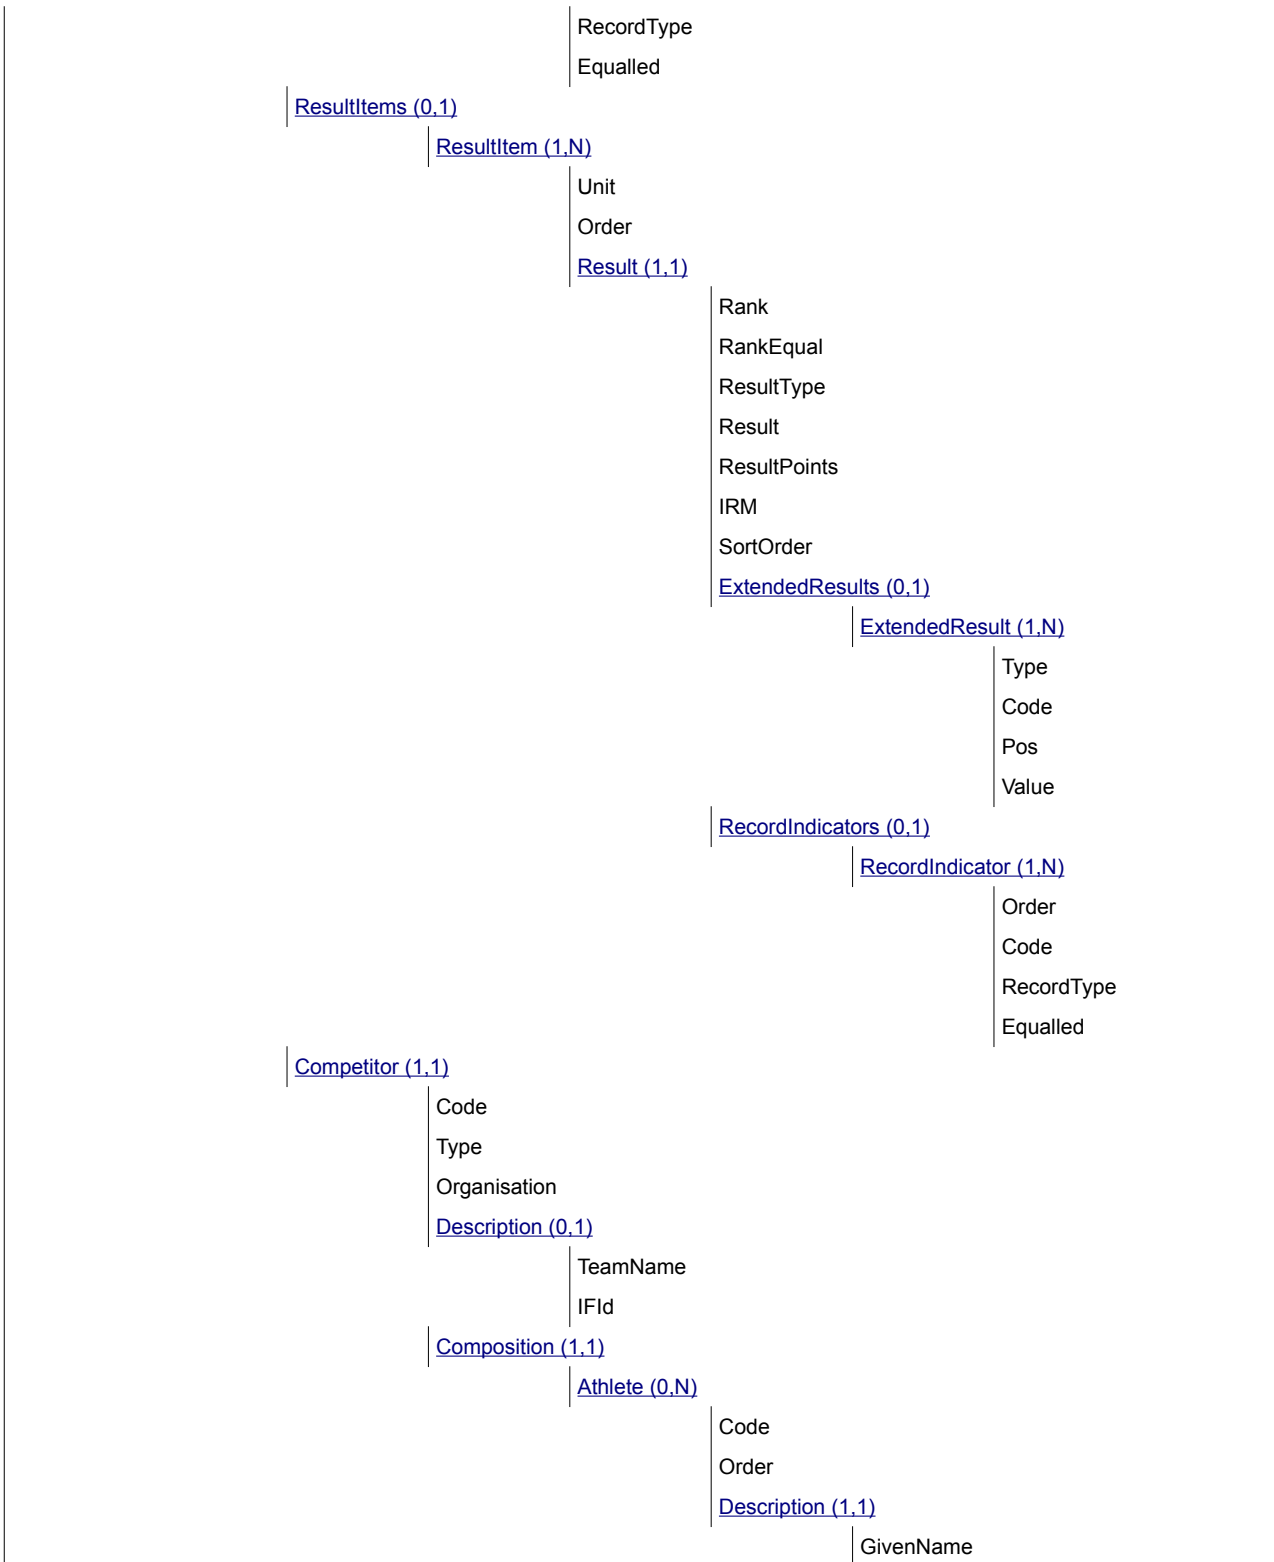 RecordType
Equalled
ResultItems (0,1)
ResultItem (1,N)
Unit
Order
Result (1,1)
Rank
RankEqual
ResultType
Result
ResultPoints
IRM
SortOrder
ExtendedResults (0,1)
ExtendedResult (1,N)
Type
Code
Pos
Value
RecordIndicators (0,1)
RecordIndicator (1,N)
Order
Code
RecordType
Equalled
Competitor (1,1)
Code
Type
Organisation
Description (0,1)
TeamName
IFId
Composition (1,1)
Athlete (0,N)
Code
Order
Description (1,1)
GivenName